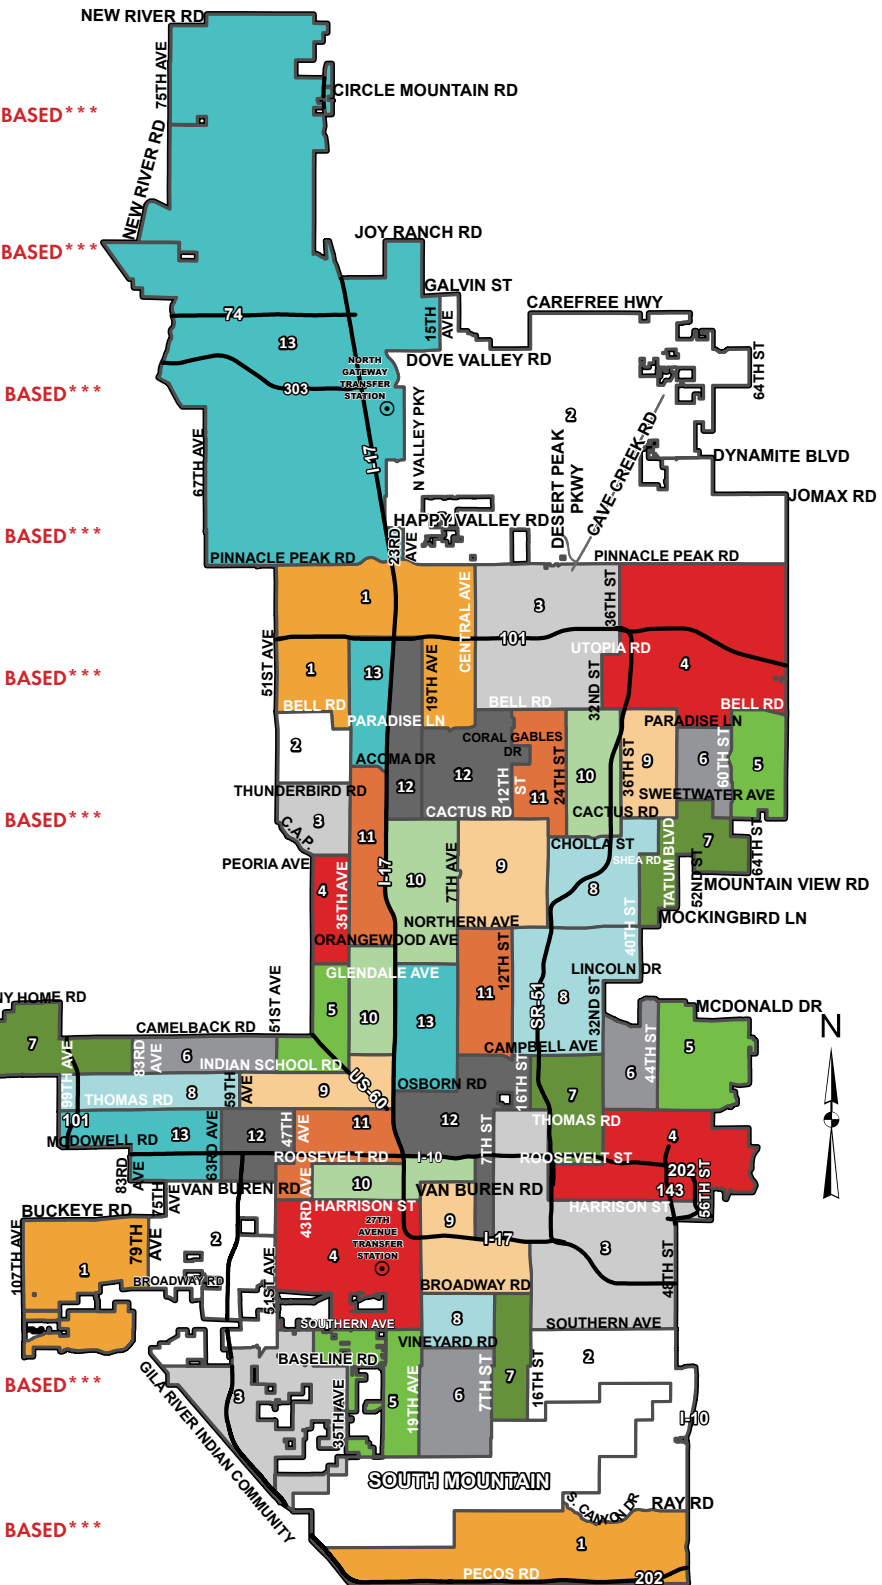 NEW RIVER RD
75TH AVE
CIRCLE MOUNTAIN RD
BASED***
NEW RIVER RD
JOY RANCH RD
BASED***
GALVIN ST
CAREFREE HWY
74
15TH AVE
13
DOVE VALLEY RD
64TH ST
NORTH
GATEWAY
TRANSFER
STATION
303
BASED***
N VALLEY PKY
2
I-17
67TH AVE
DESERT PEAK
PKWY
CAVE CREEK RD
DYNAMITE BLVD
JOMAX RD
HAPPY VALLEY RD
BASED***
23RD
AVE
PINNACLE PEAK RD
PINNACLE PEAK RD
1
CENTRAL AVE
3
36TH ST
101
UTOPIA RD
51ST AVE
1
13
19TH AVE
4
BASED***
32ND ST
BELL RD
BELL RD
BELL RD
PARADISE LN
PARADISE LN
2
CORAL GABLES
DR
ACOMA DR
12
12
12TH
ST
11
24TH ST
10
36TH ST
9
6
60TH ST
5
THUNDERBIRD RD
SWEETWATER AVE
CACTUS RD
CACTUS RD
BASED***
3
C.A.P.
11
CHOLLA ST
7
64TH ST
PEORIA AVE
SHEA RD
TATUM BLVD
4
35TH AVE
I-17
10
7TH AVE
9
8
52ND ST
MOUNTAIN VIEW RD
NORTHERN AVE
MOCKINGBIRD LN
ORANGEWOOD AVE
40TH ST
12TH ST
GLENDALE AVE
LINCOLN DR
NY HOME RD
51ST AVE
5
10
13
11
SR-51
8
32ND ST
MCDONALD DR
N
CAMELBACK RD
7
99TH AVE
83RD
AVE
6
INDIAN SCHOOL RD
CAMPBELL AVE
44TH ST
5
6
US-60
OSBORN RD
16TH ST
THOMAS RD
8
59TH
AVE
9
7
101
MCDOWELL RD
13
63RD AVE
12
47TH
AVE
11
12
7TH ST
THOMAS RD
4
ROOSEVELT RD
I-10
ROOSEVELT ST
202
83RD
AVE
75TH
AVE
VAN BUREN RD
10
VAN BUREN RD
143
56TH ST
BUCKEYE RD
43RD AVE
HARRISON ST
HARRISON ST
107TH AVE
79TH
AVE
2
27TH
AVENUE
TRANSFER
STATION
4
9
I-17
3
1
BROADWAY RD
51ST AVE
BROADWAY RD
48TH ST
SOUTHERN AVE
8
SOUTHERN AVE
VINEYARD RD
BASELINE RD
2
BASED***
GILA RIVER INDIAN COMMUNITY
3
35TH AVE
5
19TH AVE
6
7TH ST
7
16TH ST
I-10
SOUTH MOUNTAIN
S. CANYON DR
RAY RD
BASED***
1
PECOS RD
202